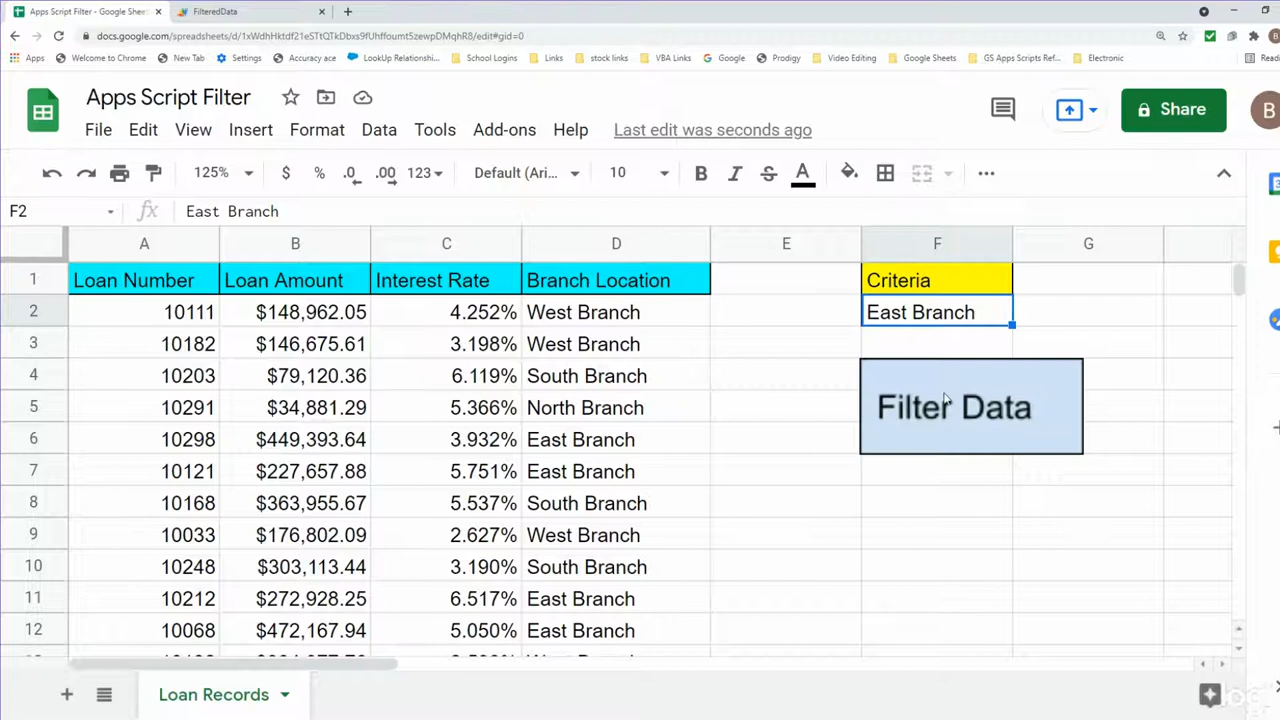 Apps Script Filter - Google Shee
FilteredData
docs.google.com/spreadsheets/d/1xWdhHktdf21eSTtQTkDbxs9fUhffoumt5zewpDMqhR8/edit#gid=0
Apps Welcome to Chrome New Tab Settings Accuracy ace LookUp Relationshi... School Logins Links stock links VBA Links Google Prodigy Video Editing Google Sheets GS Apps Scripts Ref... Electronic Readi
Apps Script Filter
Share
B
File Edit View Insert Format Data Tools Add-ons Help Last edit was seconds ago
125% $ % .0 .00 123 Default (Ari... 10 B I S A
F2 fx East Branch
A B C D E F G
1 Loan Number Loan Amount Interest Rate Branch Location Criteria
2 10111 $148,962.05 4.252% West Branch East Branch
3 10182 $146,675.61 3.198% West Branch
4 10203 $79,120.36 6.119% South Branch
5 10291 $34,881.29 5.366% North Branch
Filter Data
6 10298 $449,393.64 3.932% East Branch
7 10121 $227,657.88 5.751% East Branch
8 10168 $363,955.67 5.537% South Branch
9 10033 $176,802.09 2.627% West Branch
10 10248 $303,113.44 3.190% South Branch
11 10212 $272,928.25 6.517% East Branch
12 10068 $472,167.94 5.050% East Branch
Loan Records